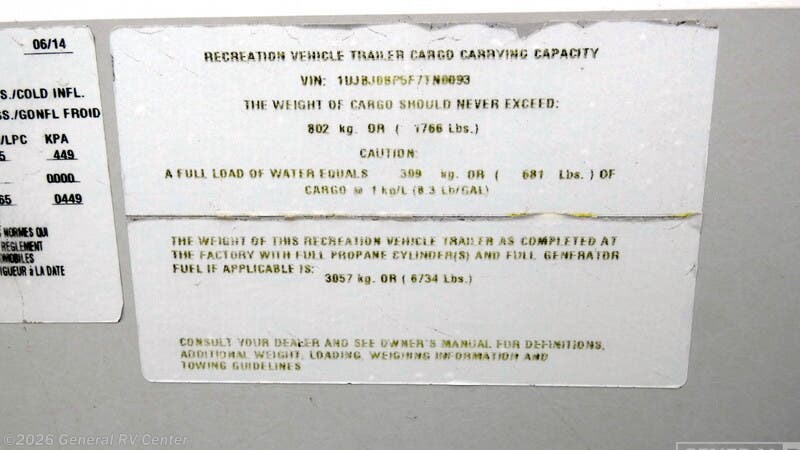 06/14
S./COLD INFL.
SS./GONFL FROID
/LPC KPA
5 449
0000
65 0449
NORMES QUI
RÈGLEMENT
OMOBILES
IGUEUR à LA DATE
RECREATION VEHICLE TRAILER CARGO CARRYING CAPACITY
VIN: 1UJBJ0BP5F7TN0093
THE WEIGHT OF CARGO SHOULD NEVER EXCEED:
802 kg. OR ( 1766 Lbs.)
CAUTION:
A FULL LOAD OF WATER EQUALS 309 kg. OR ( 681 Lbs. ) OF
CARGO @ 1 kg/L (8.3 Lb/GAL)
THE WEIGHT OF THIS RECREATION VEHICLE TRAILER AS COMPLETED AT
THE FACTORY WITH FULL PROPANE CYLINDER(S) AND FULL GENERATOR
FUEL IF APPLICABLE IS:
3057 kg. OR ( 6734 Lbs.)
CONSULT YOUR DEALER AND SEE OWNER'S MANUAL FOR DEFINITIONS,
ADDITIONAL WEIGHT, LOADING, WEIGHING INFORMATION AND
TOWING GUIDELINES
©2026 General RV Center